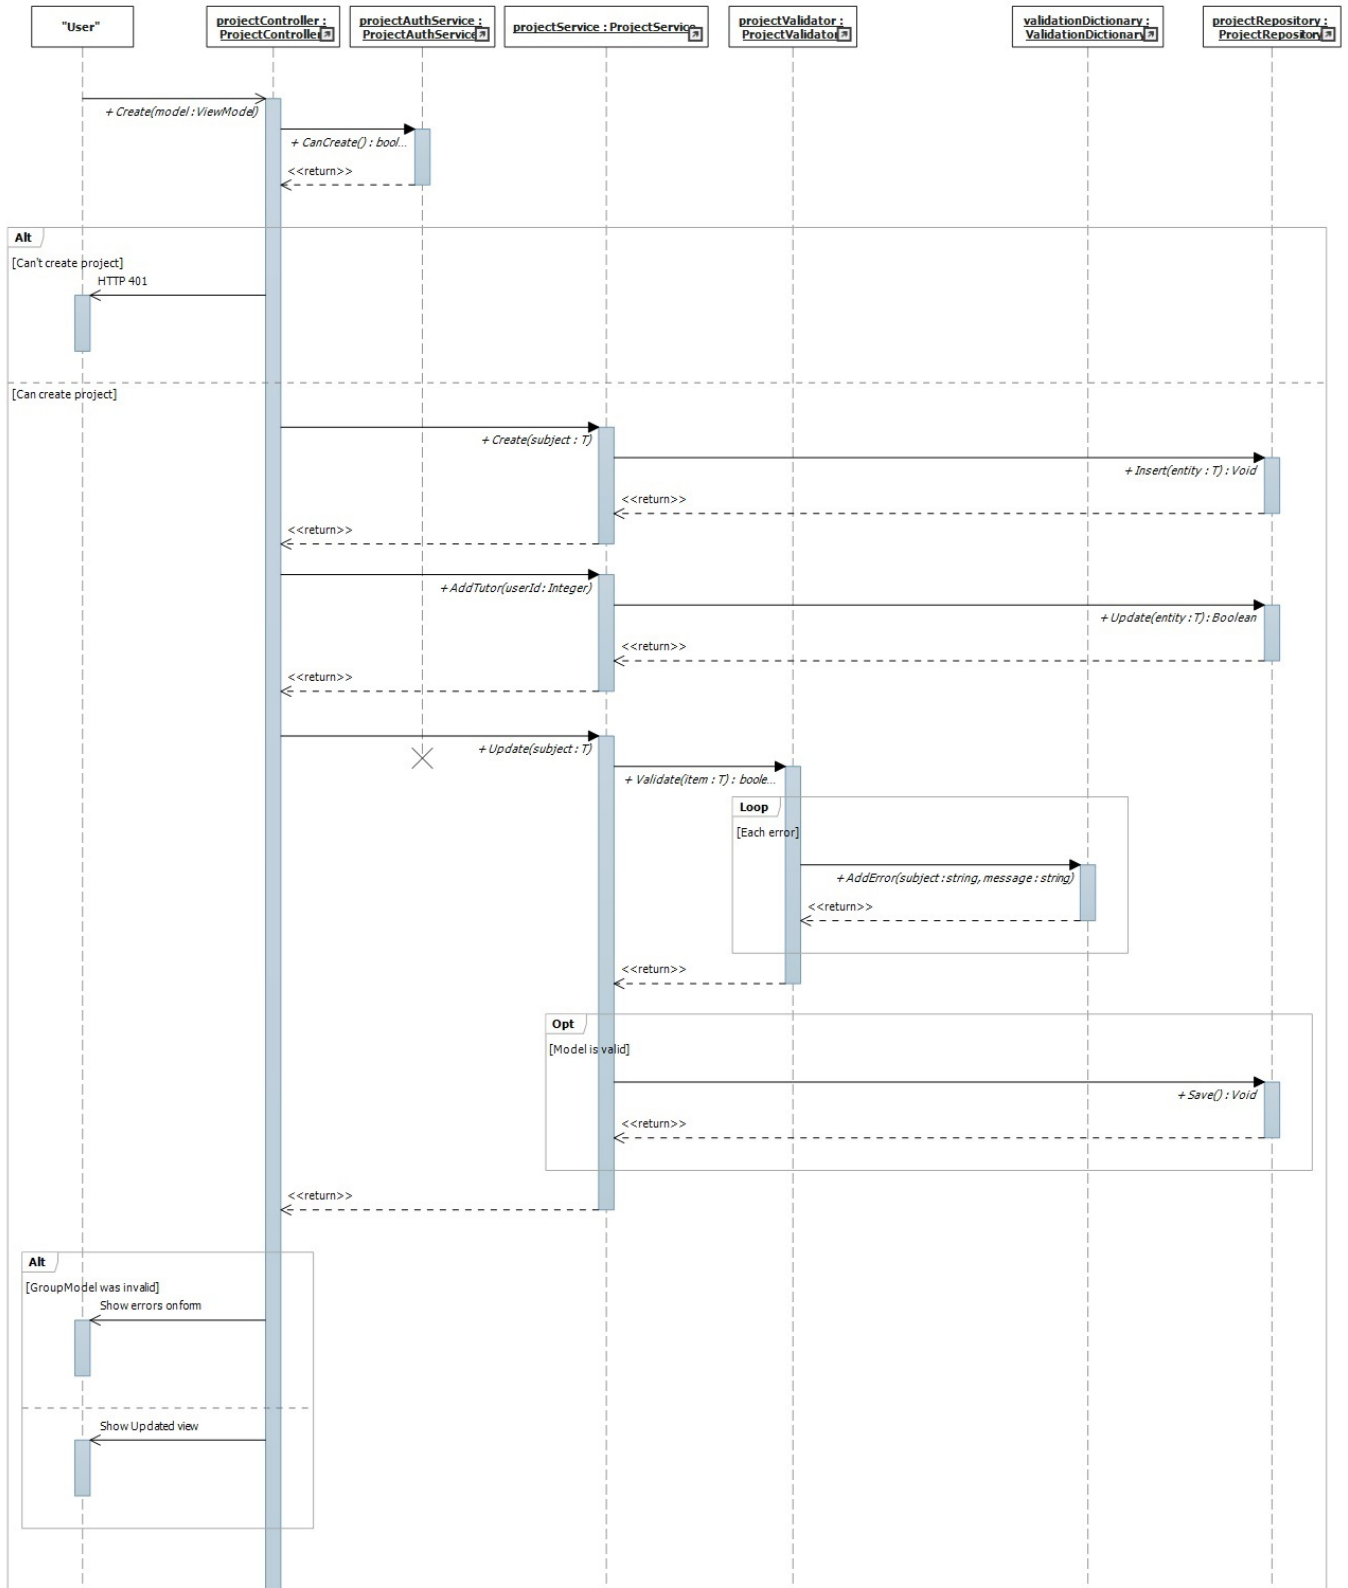 "User"
projectController :
ProjectController
projectAuthService :
ProjectAuthService
projectService : ProjectService
projectValidator :
ProjectValidator
validationDictionary :
ValidationDictionary
projectRepository :
ProjectRepository
+ Create(model : ViewModel)
+ CanCreate() : bool...
<<return>>
Alt
[Can't create project]
HTTP 401
[Can create project]
+ Create(subject : T)
+ Insert(entity : T) : Void
<<return>>
<<return>>
+ AddTutor(userId : Integer)
+ Update(entity : T) : Boolean
<<return>>
<<return>>
+ Update(subject : T)
+ Validate(item : T) : boole...
Loop
[Each error]
+ AddError(subject : string, message : string)
<<return>>
<<return>>
Opt
[Model is valid]
+ Save() : Void
<<return>>
<<return>>
Alt
[GroupModel was invalid]
Show errors on form
Show Updated view